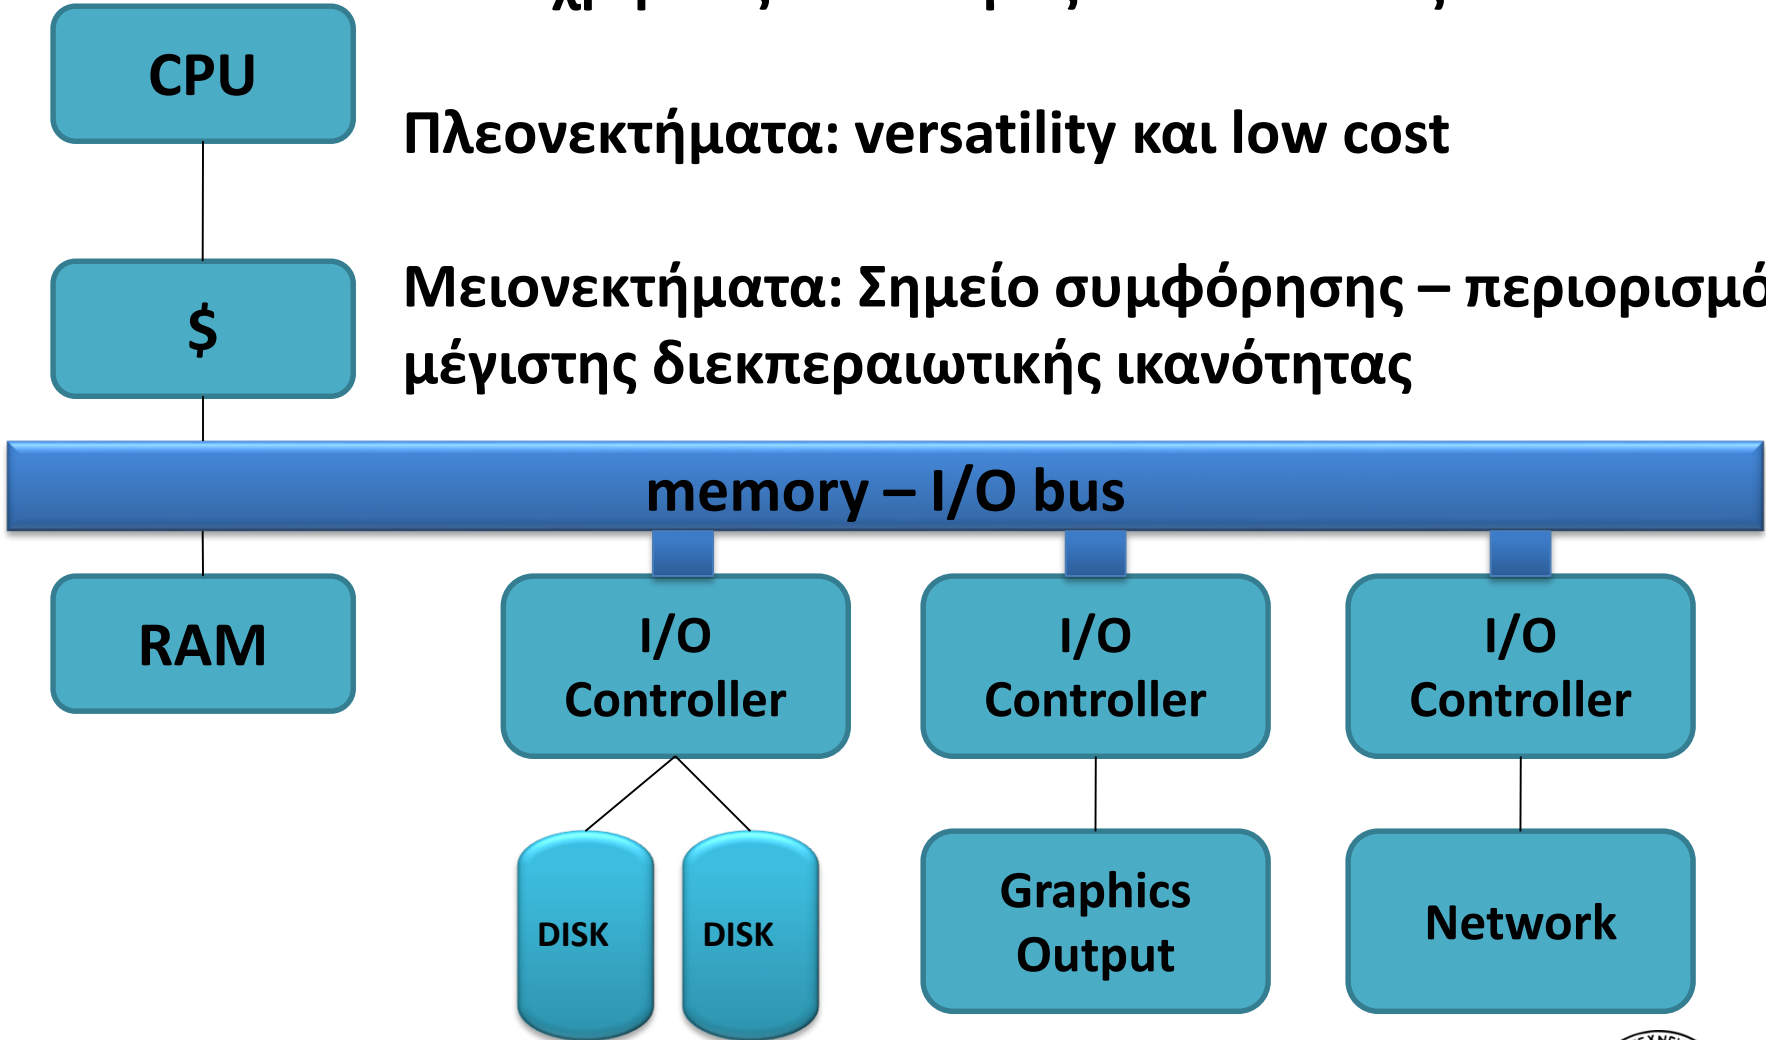 CPU
Πλεονεκτήματα: versatility και low cost
$
Μειονεκτήματα: Σημείο συμφόρησης – περιορισμό
μέγιστης διεκπεραιωτικής ικανότητας
memory – I/O bus
RAM
I/O
Controller
I/O
Controller
I/O
Controller
DISK
DISK
Graphics
Output
Network